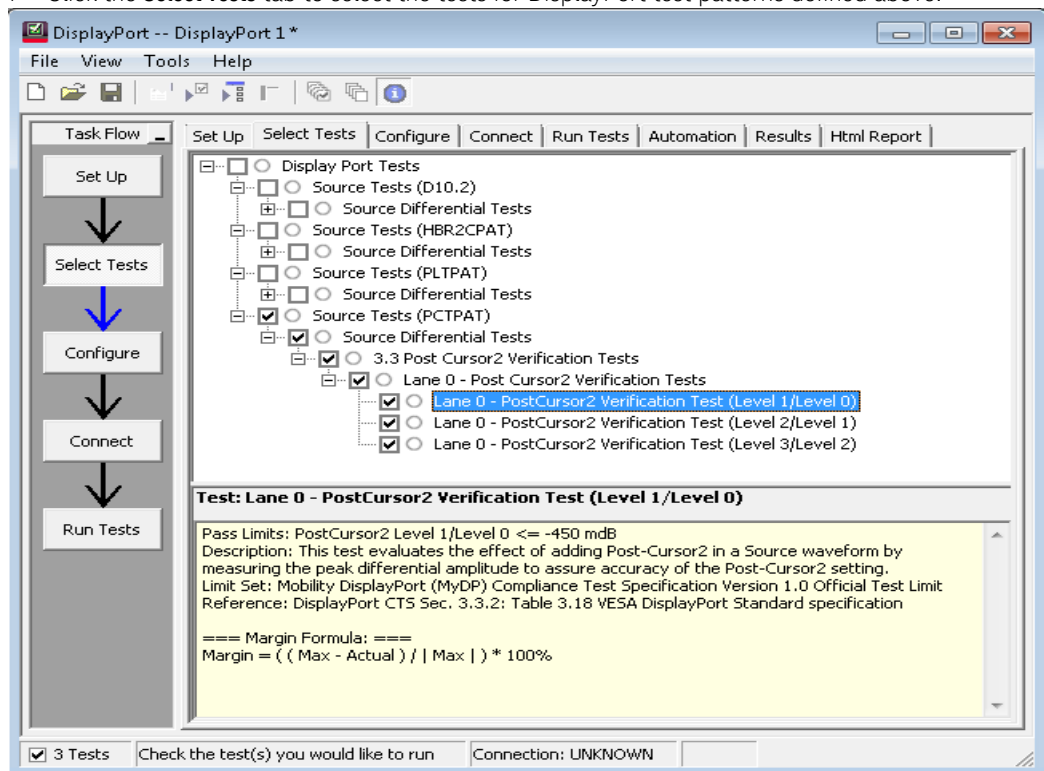 Click the Select Tests tab to select the tests for DisplayPort test patterns defined above.
DisplayPort -- DisplayPort 1 *
File View Tools Help
Task Flow
Set Up Select Tests Configure Connect Run Tests Automation Results Html Report
Set Up
Select Tests
Configure
Connect
Run Tests
Display Port Tests
Source Tests (D10.2)
Source Differential Tests
Source Tests (HBR2CPAT)
Source Differential Tests
Source Tests (PLTPAT)
Source Differential Tests
Source Tests (PCTPAT)
Source Differential Tests
3.3 Post Cursor2 Verification Tests
Lane 0 - Post Cursor2 Verification Tests
Lane 0 - PostCursor2 Verification Test (Level 1/Level 0)
Lane 0 - PostCursor2 Verification Test (Level 2/Level 1)
Lane 0 - PostCursor2 Verification Test (Level 3/Level 2)
Test: Lane 0 - PostCursor2 Verification Test (Level 1/Level 0)
Pass Limits: PostCursor2 Level 1/Level 0 <= -450 mdB
Description: This test evaluates the effect of adding Post-Cursor2 in a Source waveform by
measuring the peak differential amplitude to assure accuracy of the Post-Cursor2 setting.
Limit Set: Mobility DisplayPort (MyDP) Compliance Test Specification Version 1.0 Official Test Limit
Reference: DisplayPort CTS Sec. 3.3.2: Table 3.18 VESA DisplayPort Standard specification
=== Margin Formula: ===
Margin = ( ( Max - Actual ) / | Max | ) * 100%
3 Tests Check the test(s) you would like to run Connection: UNKNOWN